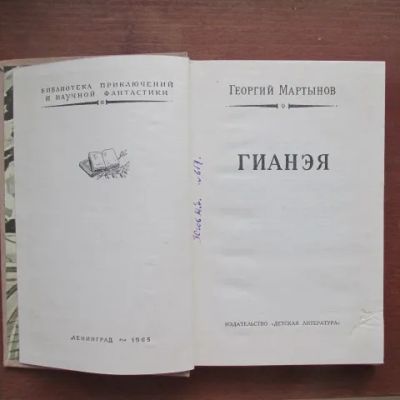 БИБЛИОТЕКА ПРИКЛЮЧЕНИЙ
И НАУЧНОЙ ФАНТАСТИКИ
ЛЕНИНГРАД 1965
ГЕОРГИЙ МАРТЫНОВ
ГИАНЭЯ
ИЗДАТЕЛЬСТВО «ДЕТСКАЯ ЛИТЕРАТУРА»